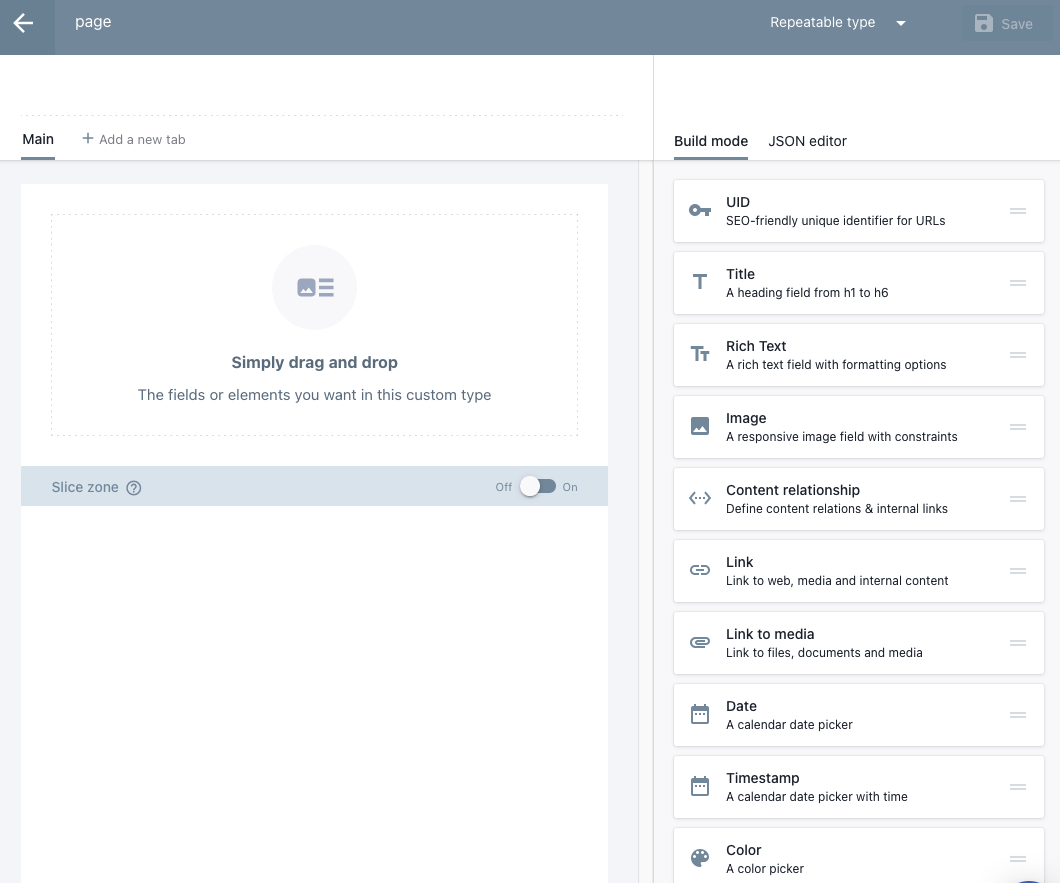 page
Repeatable type
Save
Main
Add a new tab
Build mode
JSON editor
Simply drag and drop
The fields or elements you want in this custom type
Slice zone
Off
On
UID
SEO-friendly unique identifier for URLs
Title
A heading field from h1 to h6
Rich Text
A rich text field with formatting options
Image
A responsive image field with constraints
Content relationship
Define content relations & internal links
Link
Link to web, media and internal content
Link to media
Link to files, documents and media
Date
A calendar date picker
Timestamp
A calendar date picker with time
Color
A color picker